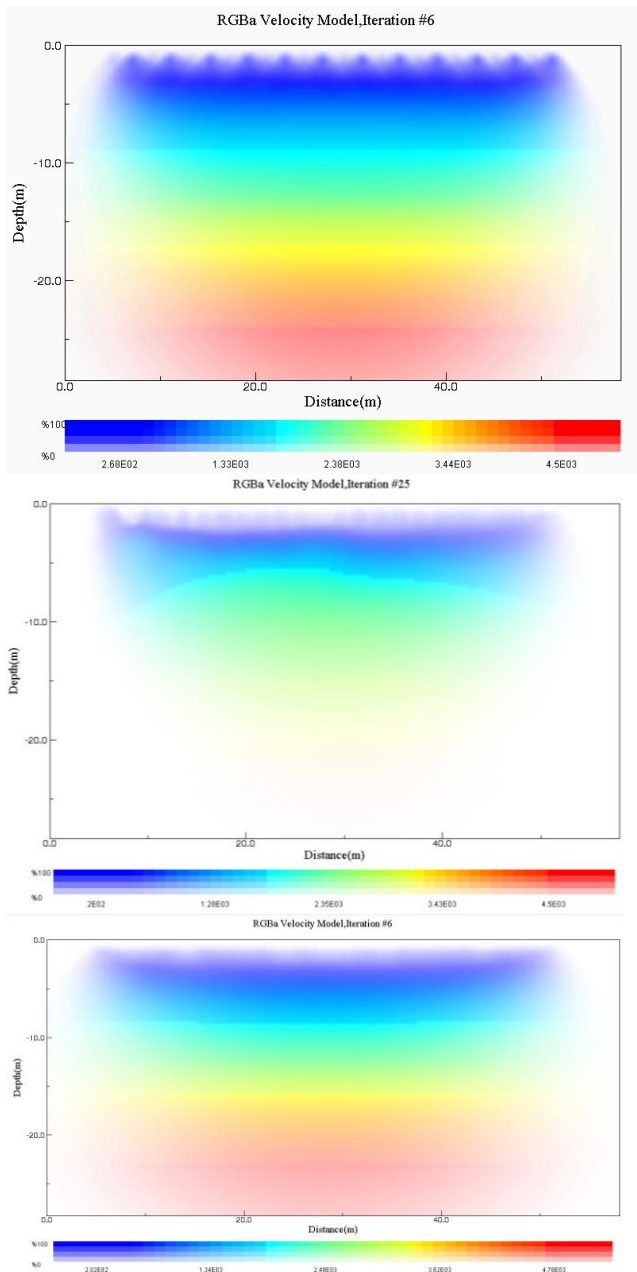 RGBa Velocity Model,Iteration #6
0.0
-10.0
Depth(m)
-20.0
0.0 20.0 40.0
Distance(m)
%100
%0
2.68E02 1.33E03 2.38E03 3.44E03 4.5E03
RGBa Velocity Model,Iteration #25
0.0
-10.0
Depth(m)
-20.0
0.0 20.0 40.0
Distance(m)
%100
%0
2E02 1.28E03 2.35E03 3.43E03 4.5E03
RGBa Velocity Model,Iteration #6
0.0
-10.0
Depth(m)
-20.0
0.0 20.0 40.0
Distance(m)
%100
%0
2.02E02 1.34E03 2.48E03 3.62E03 4.76E03